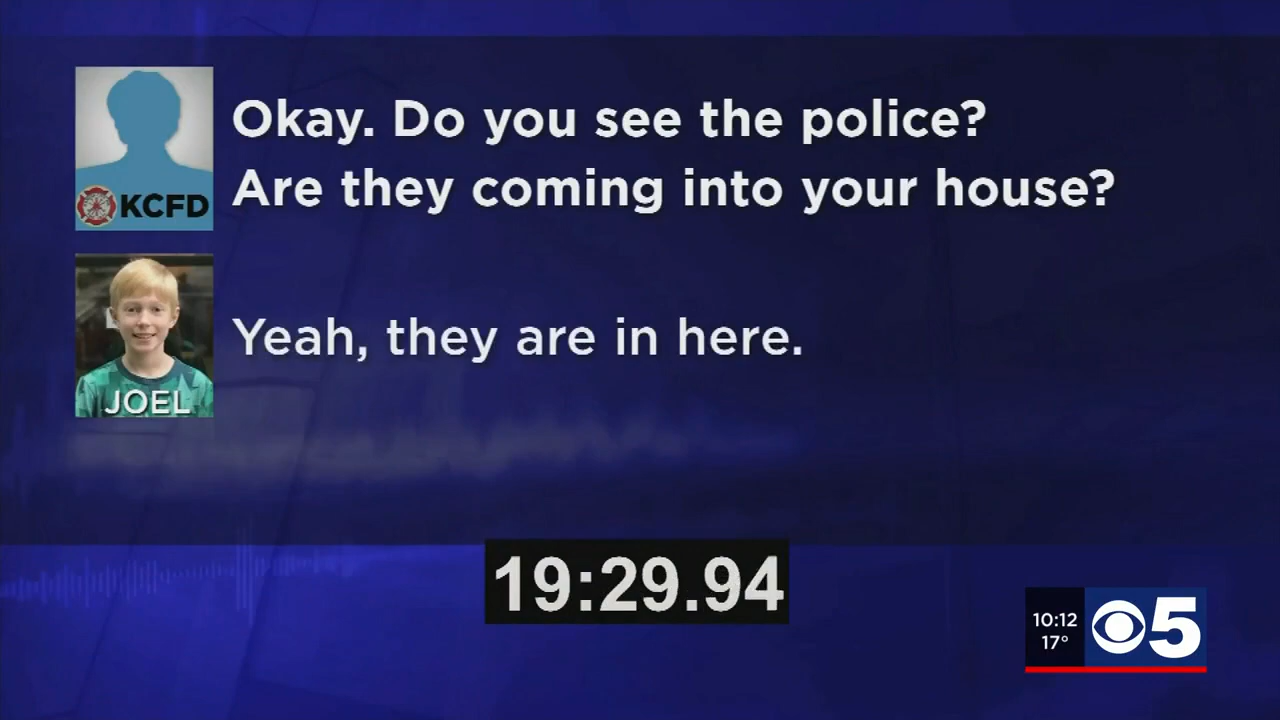 Okay. Do you see the police?
Are they coming into your house?
KCFD
Yeah, they are in here.
JOEL
19:29.94
10:12
17°
5